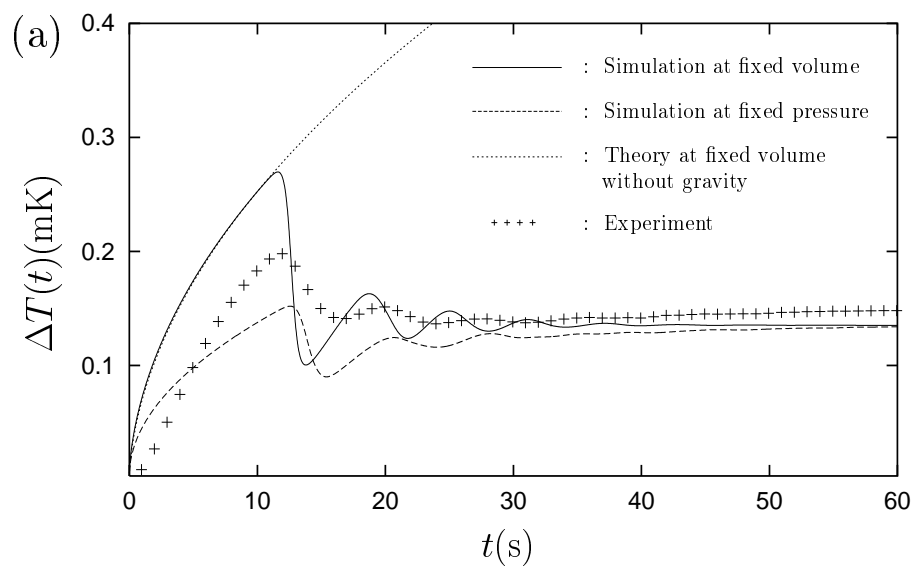 (a)
0.4
0.3
0.2
0.1
ΔT(t)(mK)
: Simulation at fixed volume
: Simulation at fixed pressure
: Theory at fixed volume
without gravity
: Experiment
0 10 20 30 40 50 60
t(s)